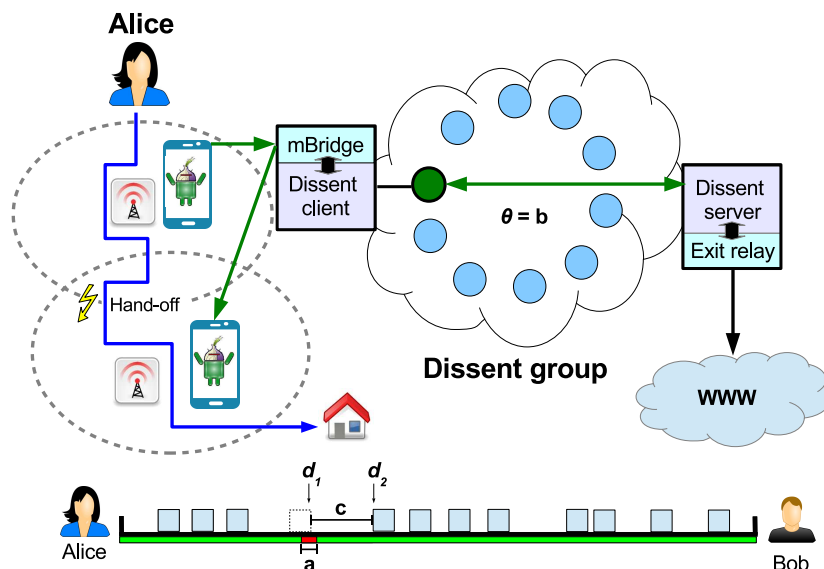 Alice
mBridge
Dissent
client
θ = b
Dissent
server
Exit relay
Hand-off
Dissent group
WWW
d1
d2
c
a
Alice
Bob